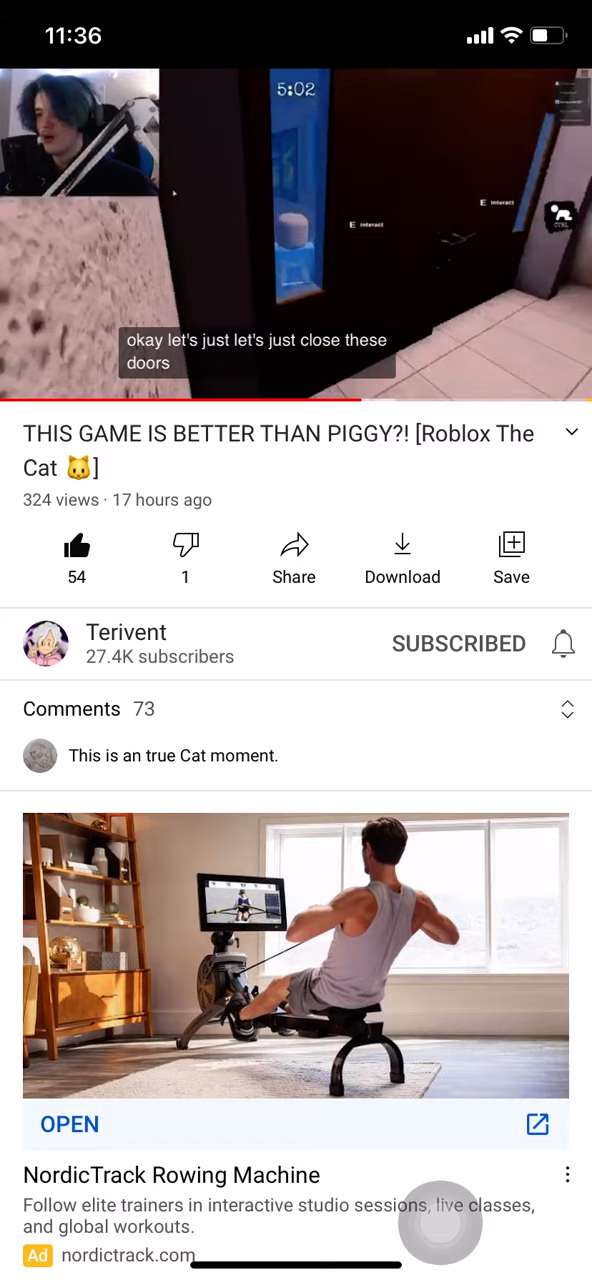 11:36
5:02
E Interact
E Interact
CTRL
okay let's just let's just close these
doors
THIS GAME IS BETTER THAN PIGGY?! [Roblox The
Cat 🐱]
324 views · 17 hours ago
54
1
Share
Download
Save
Terivent
27.4K subscribers
SUBSCRIBED
Comments 73
This is an true Cat moment.
OPEN
NordicTrack Rowing Machine
Follow elite trainers in interactive studio sessions, live classes,
and global workouts.
Ad nordictrack.com